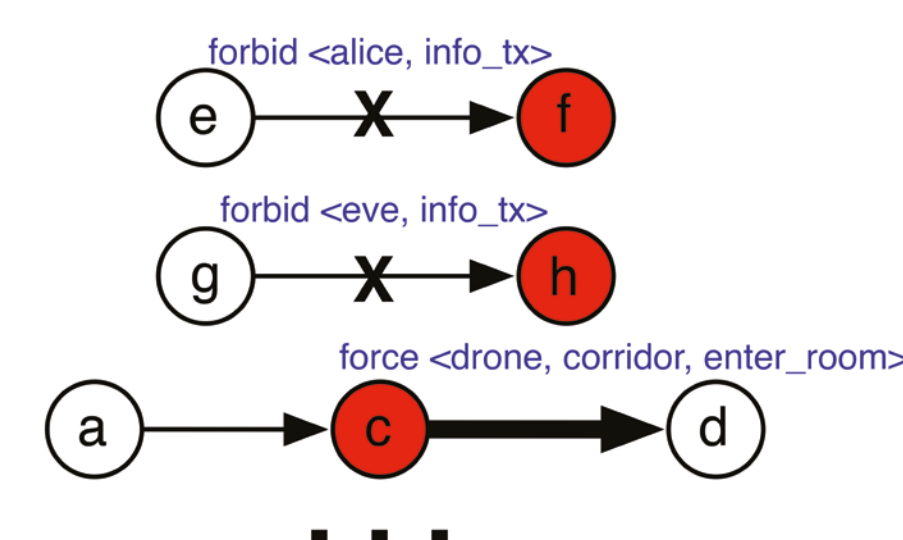 forbid <alice, info_tx>
e X f
forbid <eve, info_tx>
g X h
force <drone, corridor, enter_room>
a c d
...